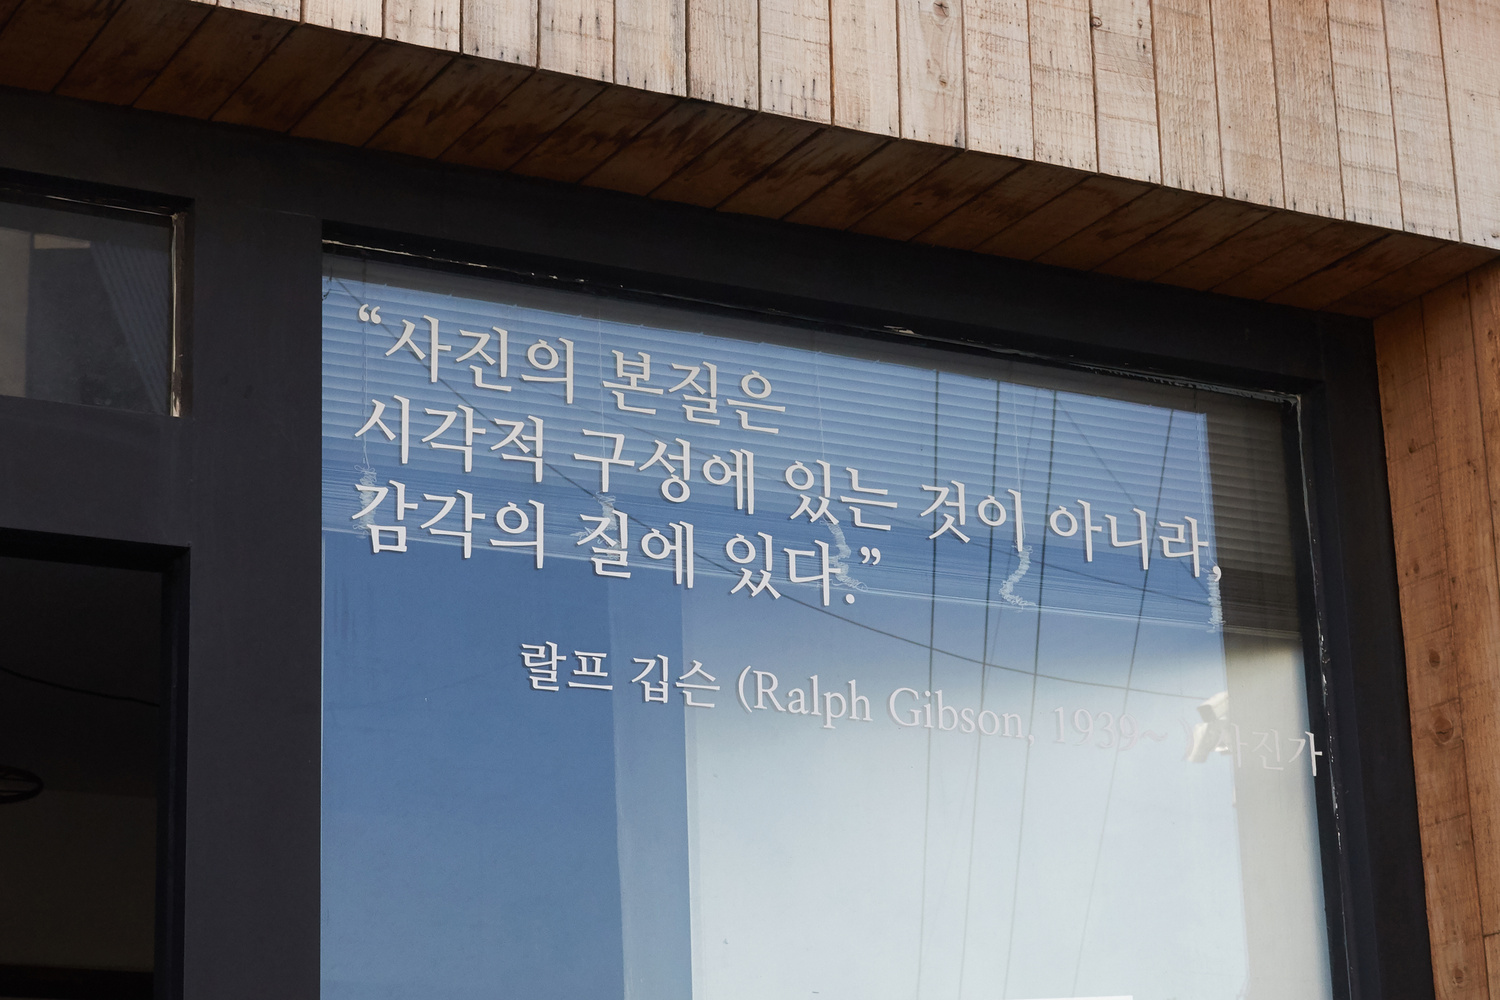 “사진의 본질은
시각적 구성에 있는 것이 아니라,
감각의 질에 있다.”
랄프 깁슨 (Ralph Gibson, 1939~ ) 사진가